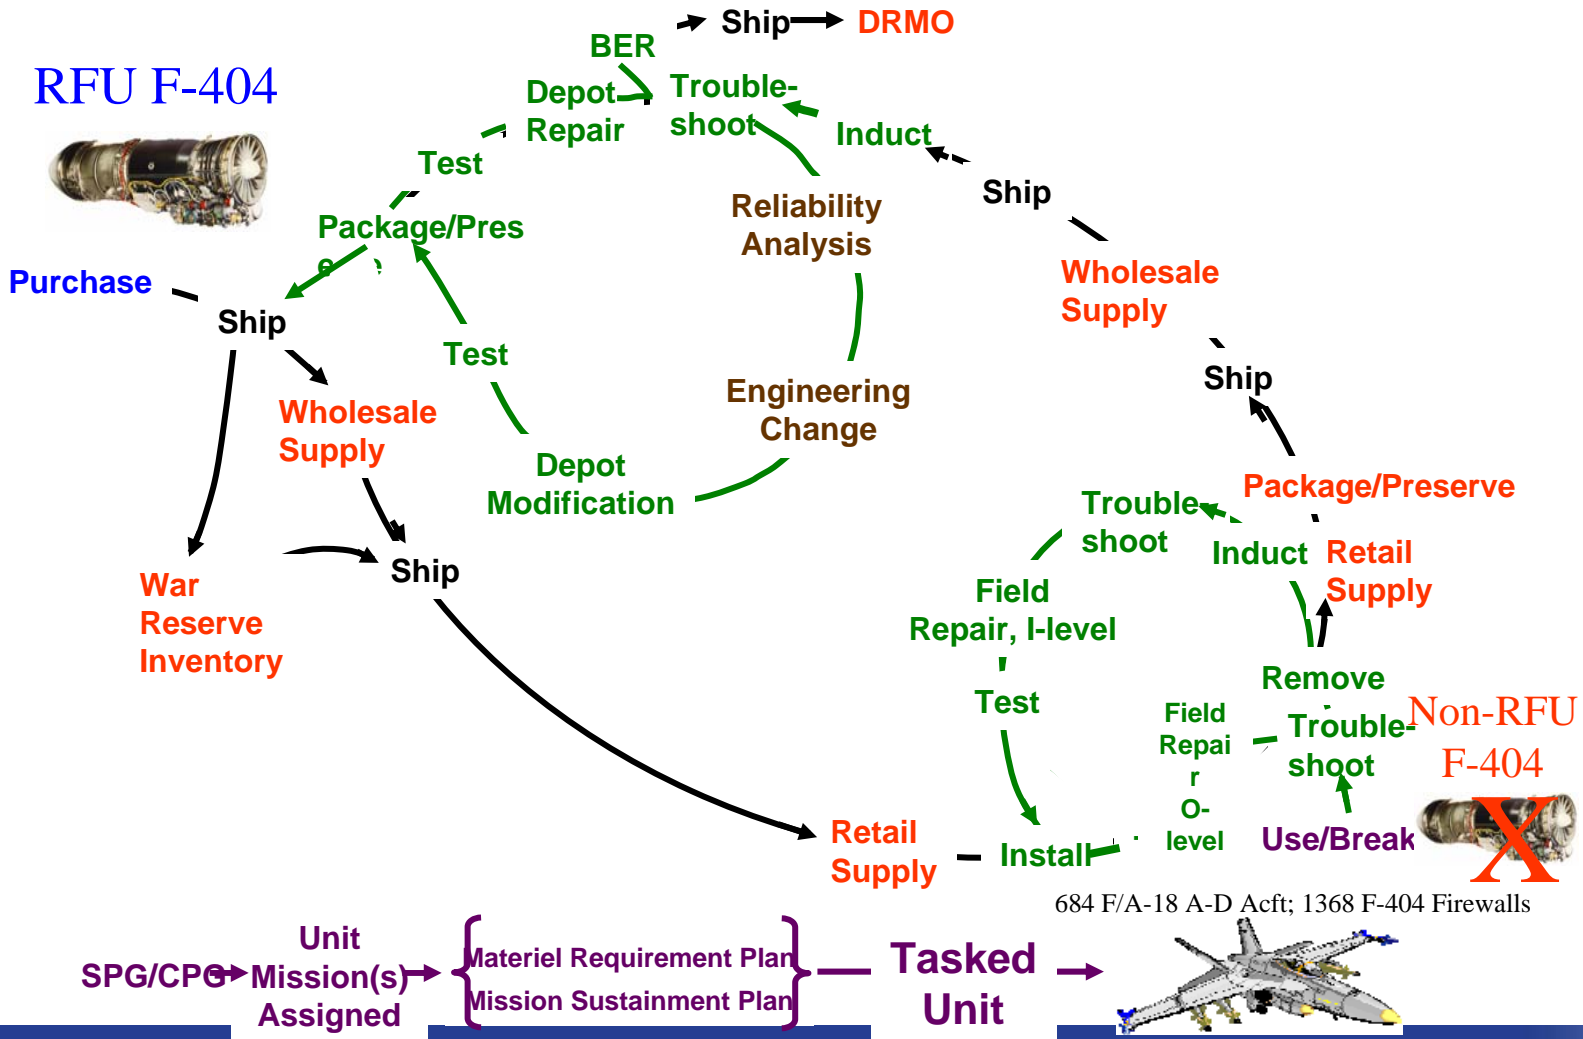 Ship
DRMO
BER
RFU F-404
Depot
Repair
Trouble-
shoot
Induct
Test
Ship
Package/Pres
Reliability
Analysis
Purchase
Ship
Wholesale
Supply
Test
Ship
Engineering
Change
Wholesale
Supply
Depot
Modification
Package/Preserve
Trouble-
shoot
Induct
Retail
Supply
Ship
War
Reserve
Inventory
Field
Repair, I-level
Remove
Test
Field
Repai
r
O-
level
Trouble-
shoot
Non-RFU
F-404
X
Retail
Supply
Install
Use/Break
684 F/A-18 A-D Acft; 1368 F-404 Firewalls
SPG/CPG
Unit
Mission(s)
Assigned
Materiel Requirement Plan
Mission Sustainment Plan
Tasked
Unit